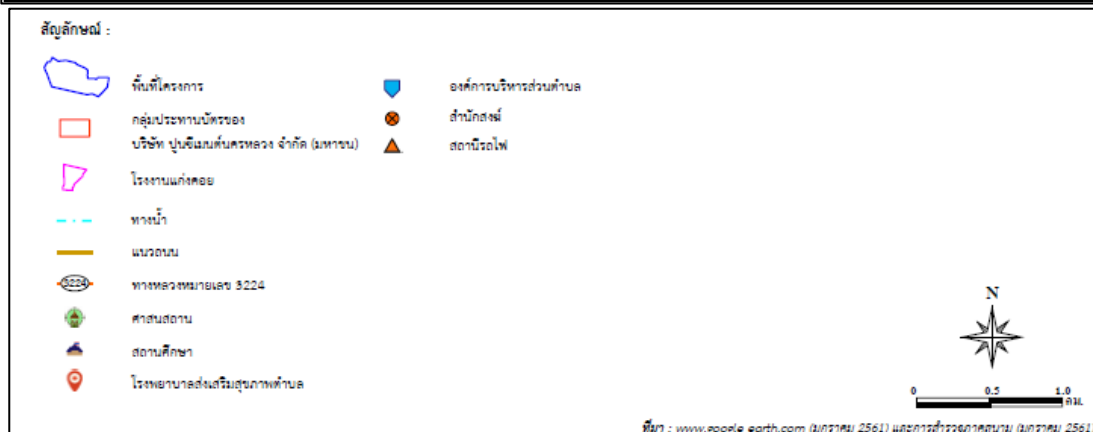 สัญลักษณ์ :
พื้นที่โครงการ
กลุ่มประทานบัตรของ
บริษัท ปูนซีเมนต์นครหลวง จำกัด (มหาชน)
โรงงานแก่งคอย
ทางน้ำ
แนวถนน
3224
ทางหลวงหมายเลข 3224
ศาสนสถาน
สถานศึกษา
โรงพยาบาลส่งเสริมสุขภาพตำบล
องค์การบริหารส่วนตำบล
สำนักสงฆ์
สถานีรถไฟ
N
0 0.5 1.0
กม.
ที่มา : www.google earth.com (มกราคม 2561) และการสำรวจภาคสนาม (มกราคม 2561)